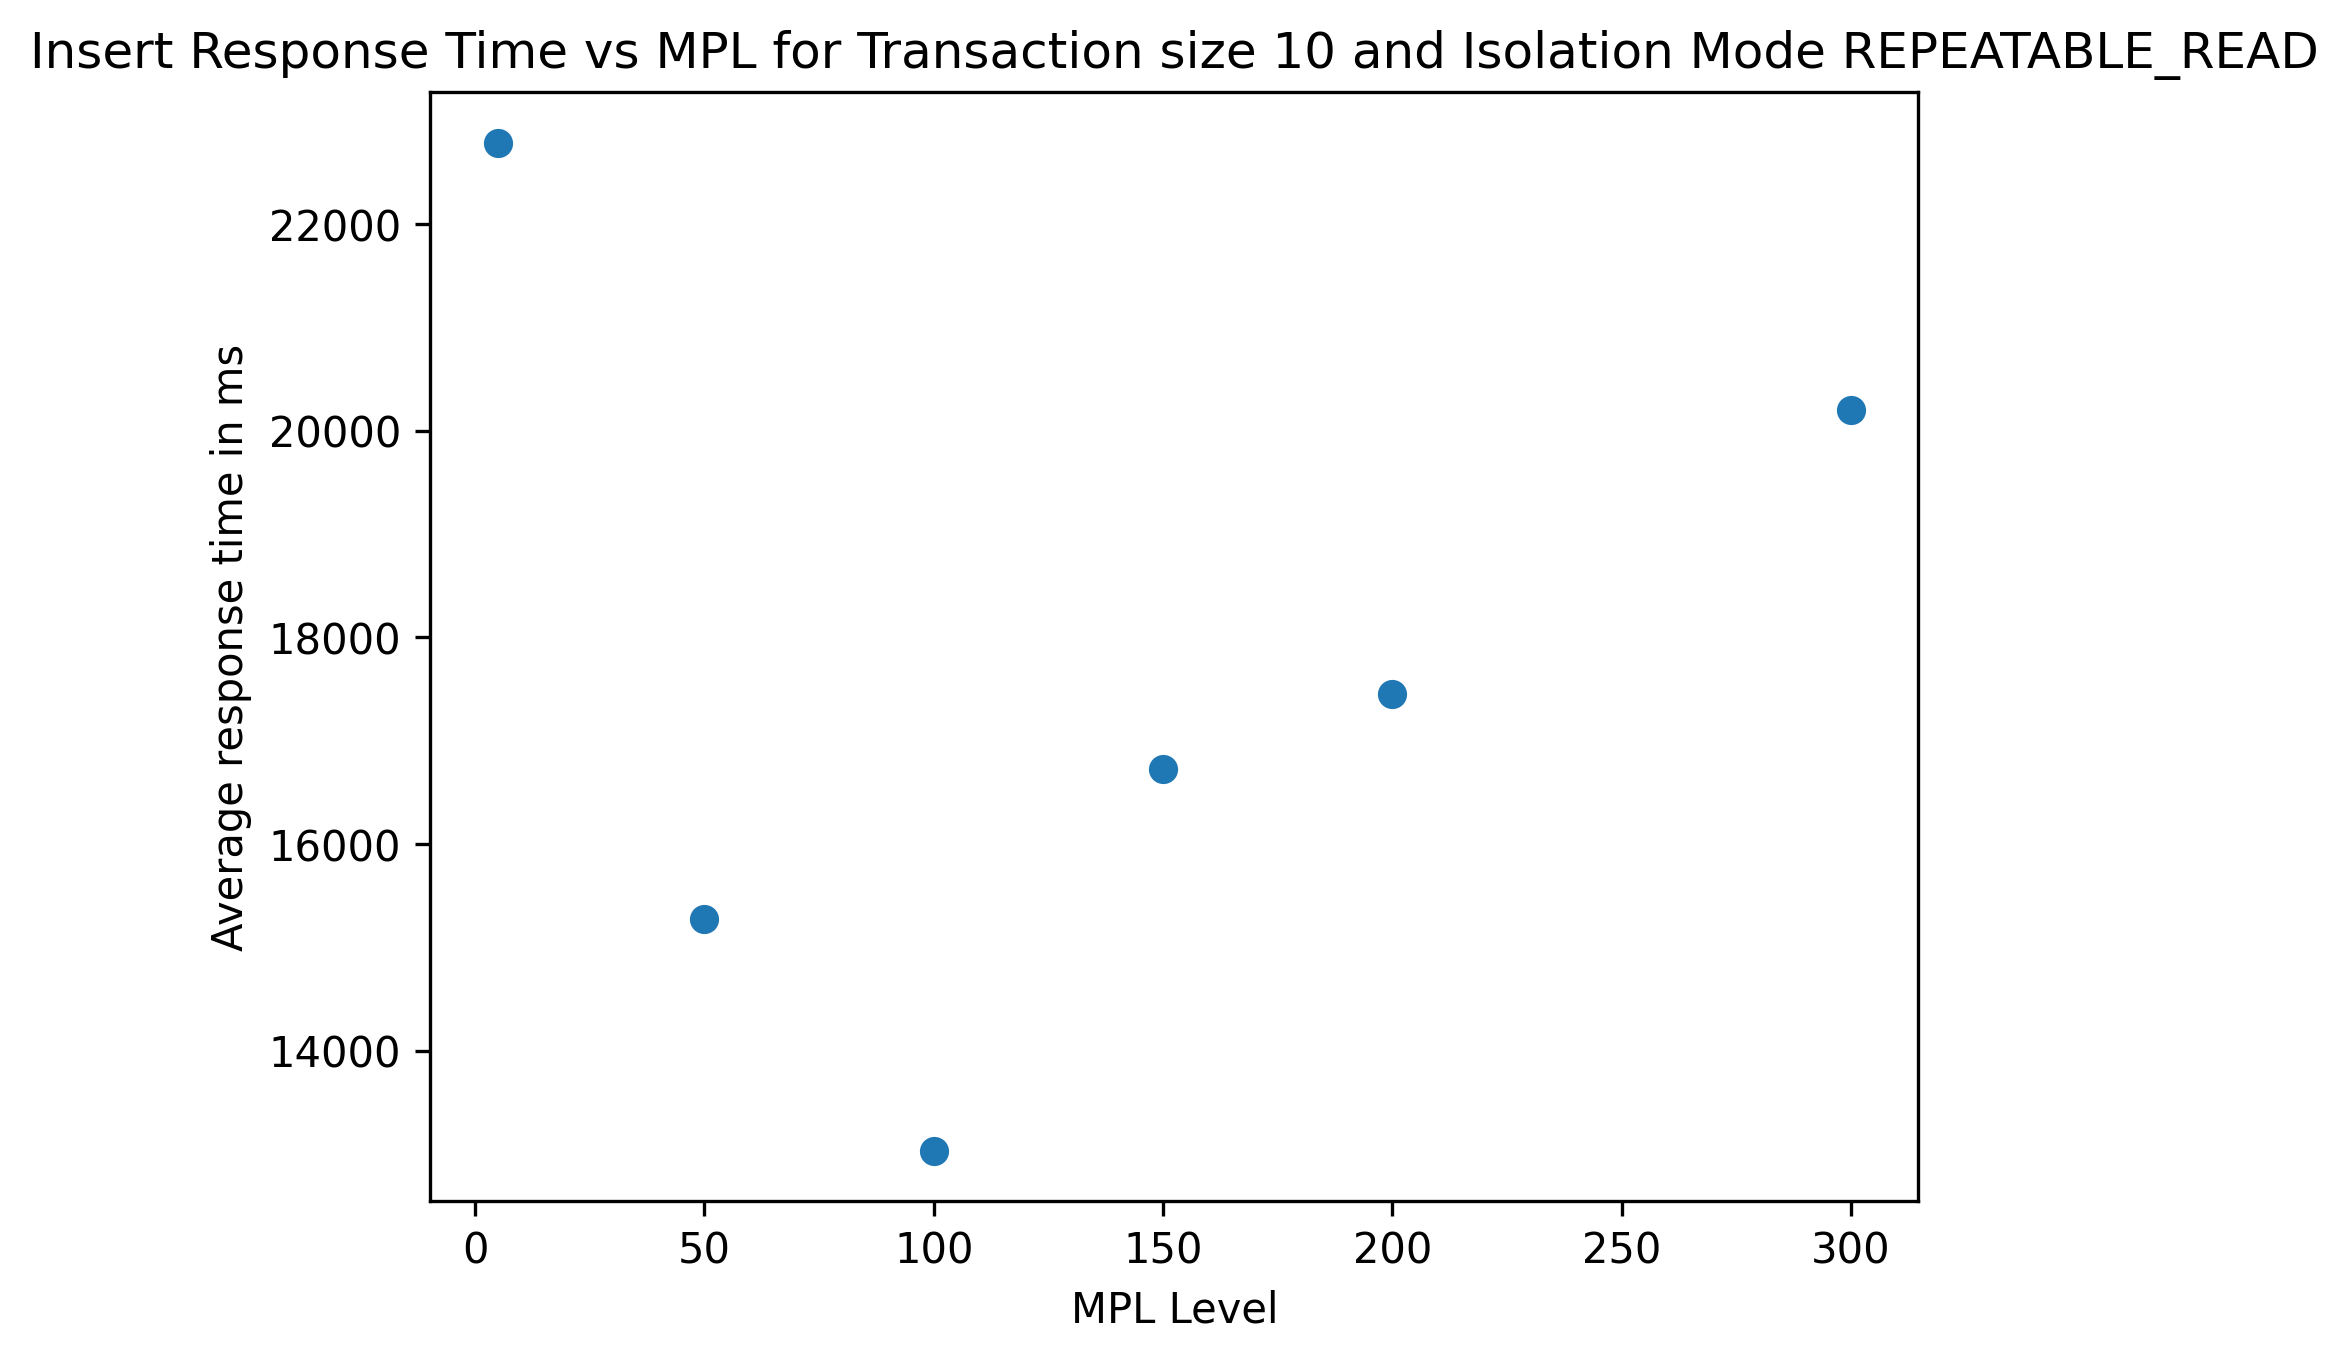 Insert Response Time vs MPL for Transaction size 10 and Isolation Mode REPEATABLE_READ
Average response time in ms
22000
20000
18000
16000
14000
0 50 100 150 200 250 300
MPL Level